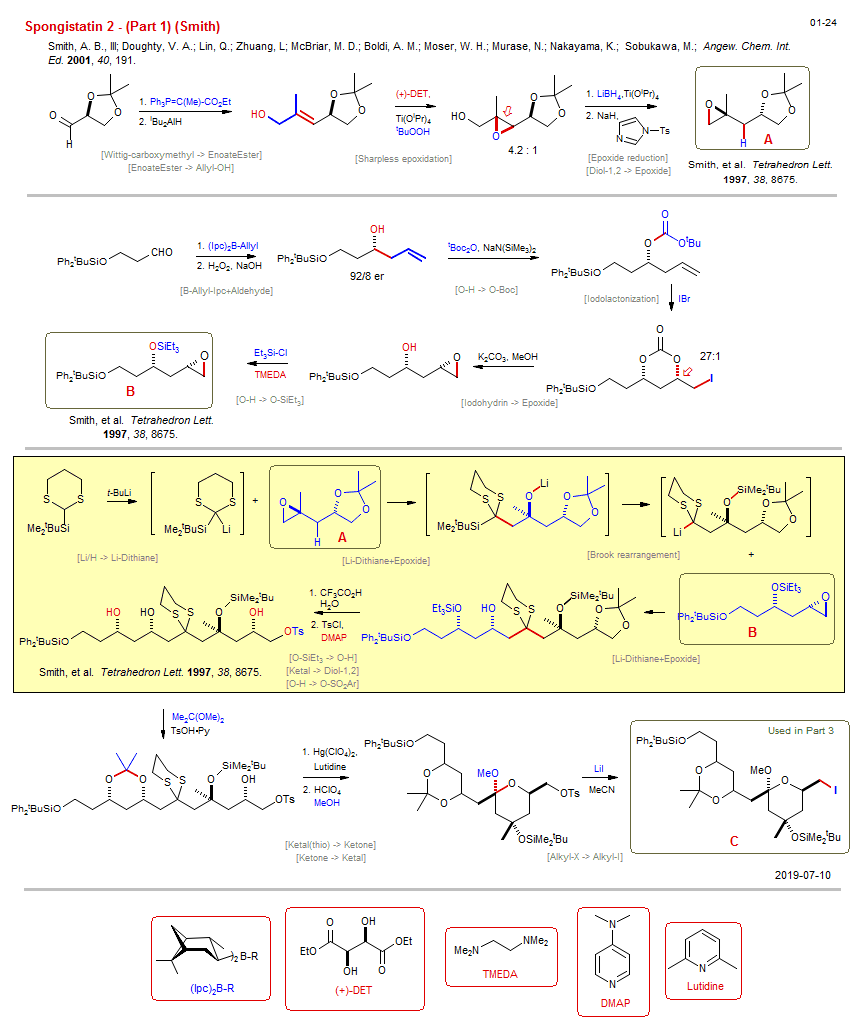 Spongistatin 2 - (Part 1) (Smith)
01-24
Smith, A. B., III; Doughty, V. A.; Lin, Q.; Zhuang, L; McBriar, M. D.; Boldi, A. M.; Moser, W. H.; Murase, N.; Nakayama, K.; Sobukawa, M.; Angew. Chem. Int.
Ed. 2001, 40, 191.
O
O
O
H
1. Ph3P=C(Me)-CO2Et
2. ᵗBu2AlH
[Wittig-carboxymethyl -> EnoateEster]
[EnoateEster -> Allyl-OH]
HO
O
O
(+)-DET,
Ti(OⁱPr)4
ᵗBuOOH
[Sharpless epoxidation]
HO
O
O
O
4.2 : 1
1. LiBH4,Ti(OⁱPr)4
2. NaH,
N
N-Ts
[Epoxide reduction]
[Diol-1,2 -> Epoxide]
O
O
O
H
A
Smith, et al. Tetrahedron Lett.
1997, 38, 8675.
Ph2ᵗBuSiO
CHO
1. (Ipc)2B-Allyl
2. H2O2, NaOH
[B-Allyl-Ipc+Aldehyde]
OH
Ph2ᵗBuSiO
92/8 er
ᵗBoc2O, NaN(SiMe3)2
[O-H -> O-Boc]
O
O
OᵗBu
Ph2ᵗBuSiO
[Iodolactonization]
IBr
O
O
O
27:1
I
Ph2ᵗBuSiO
K2CO3, MeOH
[Iodohydrin -> Epoxide]
OH
O
Ph2ᵗBuSiO
Et3Si-Cl
TMEDA
[O-H -> O-SiEt3]
OSiEt3
O
Ph2ᵗBuSiO
B
Smith, et al. Tetrahedron Lett.
1997, 38, 8675.
S
S
Me2ᵗBuSi
t-BuLi
[Li/H -> Li-Dithiane]
S
S
Me2ᵗBuSi
Li
+
O
O
O
H
A
[Li-Dithiane+Epoxide]
S
S
O
Li
O
O
Me2ᵗBuSi
[Brook rearrangement]
S
S
O
SiMe2ᵗBu
O
O
Li
+
OSiEt3
O
Ph2ᵗBuSiO
B
[Li-Dithiane+Epoxide]
Et3SiO
HO
S
S
O
SiMe2ᵗBu
O
O
Ph2ᵗBuSiO
1. CF3CO2H
H2O
2. TsCl,
DMAP
[O-SiEt3 -> O-H]
[Ketal -> Diol-1,2]
[O-H -> O-SO2Ar]
HO
HO
S
S
O
SiMe2ᵗBu
OH
OTs
Ph2ᵗBuSiO
Smith, et al. Tetrahedron Lett. 1997, 38, 8675.
Me2C(OMe)2
TsOH•Py
O
O
S
S
O
SiMe2ᵗBu
OH
OTs
Ph2ᵗBuSiO
1. Hg(ClO4)2,
Lutidine
2. HClO4
MeOH
[Ketal(thio) -> Ketone]
[Ketone -> Ketal]
Ph2ᵗBuSiO
O
O
MeO
O
OTs
OSiMe2ᵗBu
LiI
MeCN
[Alkyl-X -> Alkyl-I]
Used in Part 3
Ph2ᵗBuSiO
O
O
MeO
O
I
OSiMe2ᵗBu
C
2019-07-10
)2 B-R
(Ipc)2B-R
O
OH
EtO
OEt
OH
O
(+)-DET
Me2N
NMe2
TMEDA
N
N
DMAP
N
Lutidine